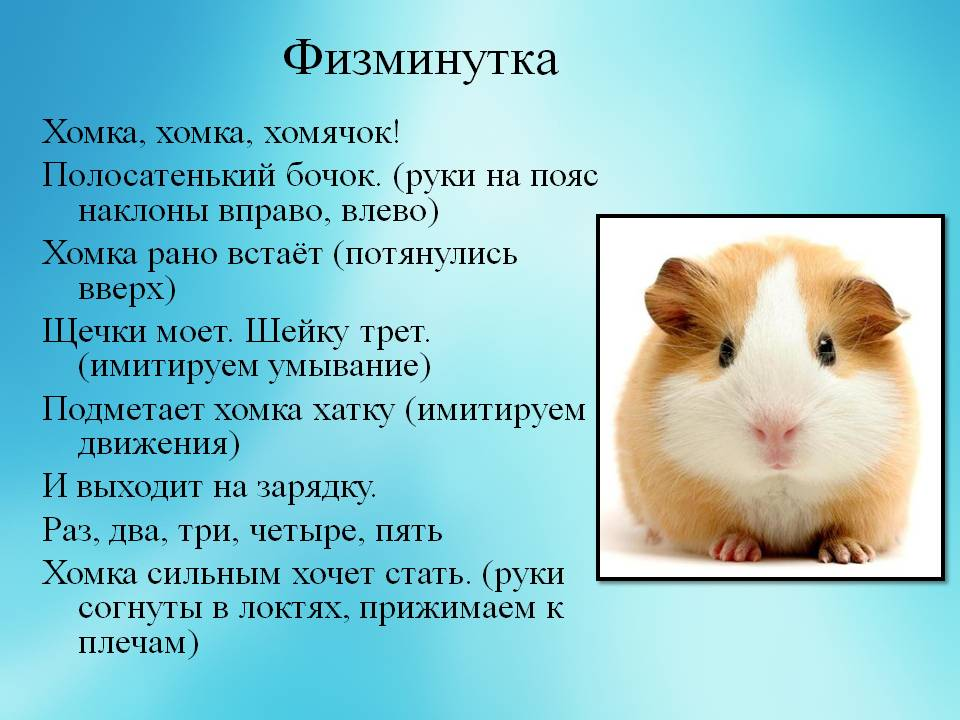 Физминутка
Хомка, хомка, хомячок!
Полосатенький бочок. (руки на пояс
наклоны вправо, влево)
Хомка рано встаёт (потянулись
вверх)
Щечки моет. Шейку трет.
(имитируем умывание)
Подметает хомка хатку (имитируем
движения)
И выходит на зарядку.
Раз, два, три, четыре, пять
Хомка сильным хочет стать. (руки
согнуты в локтях, прижимаем к
плечам)